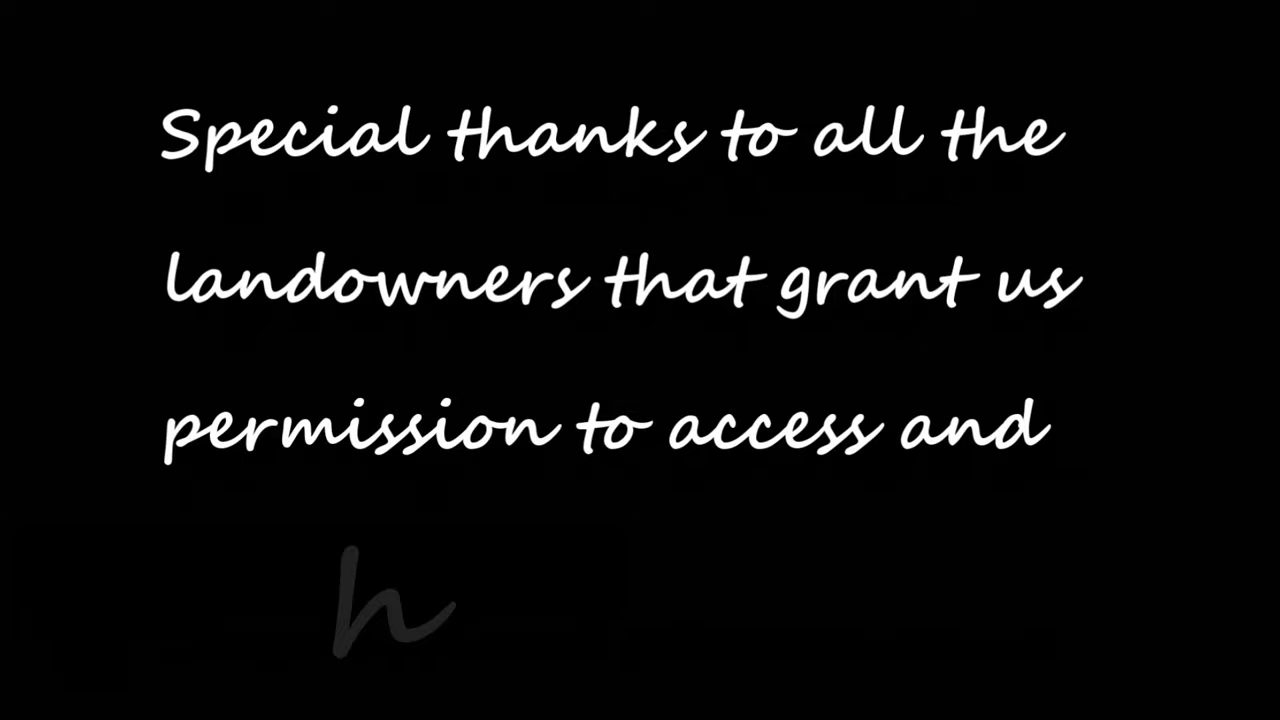 Special thanks to all the
landowners that grant us
permission to access and
h